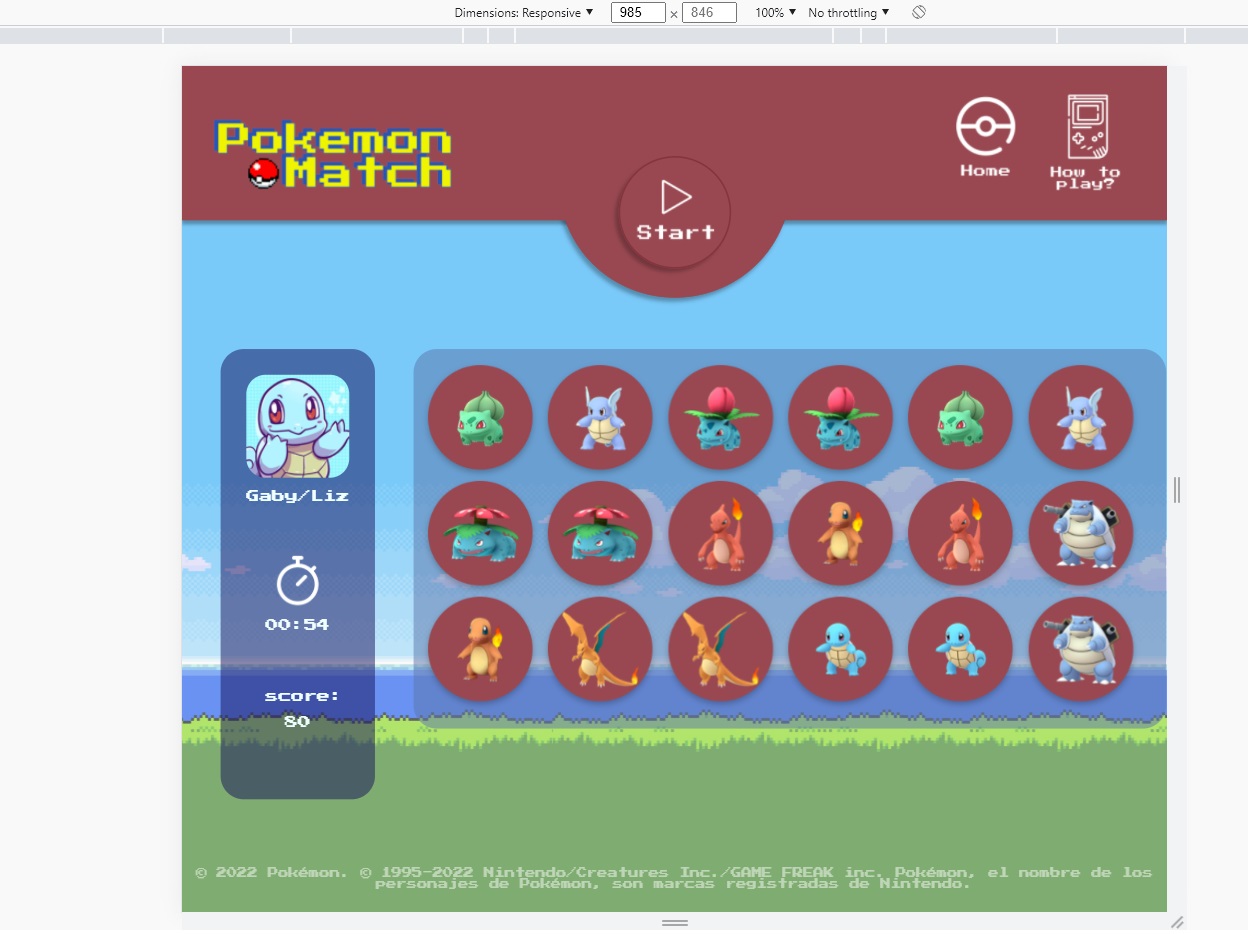 Dimensions: Responsive ▼ 985 × 846 100% ▼ No throttling ▼
Pokemon
Match
Home
How to
play?
Start
Gaby/Liz
00:54
score:
80
© 2022 Pokémon. © 1995-2022 Nintendo/Creatures Inc./GAME FREAK inc. Pokémon, el nombre de los
personajes de Pokémon, son marcas registradas de Nintendo.